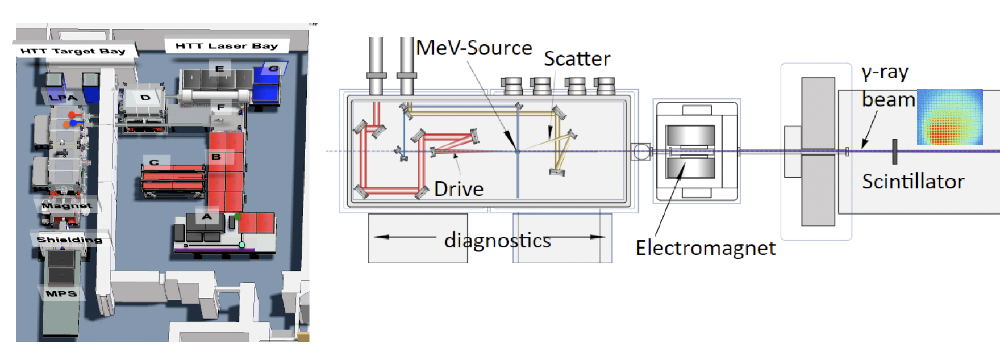 HTT Target Bay
HTT Laser Bay
E
G
LPA
D
F
C
B
Magnet
A
Shielding
MPS
MeV-Source
Scatter
Drive
diagnostics
Electromagnet
γ-ray
beam
Scintillator